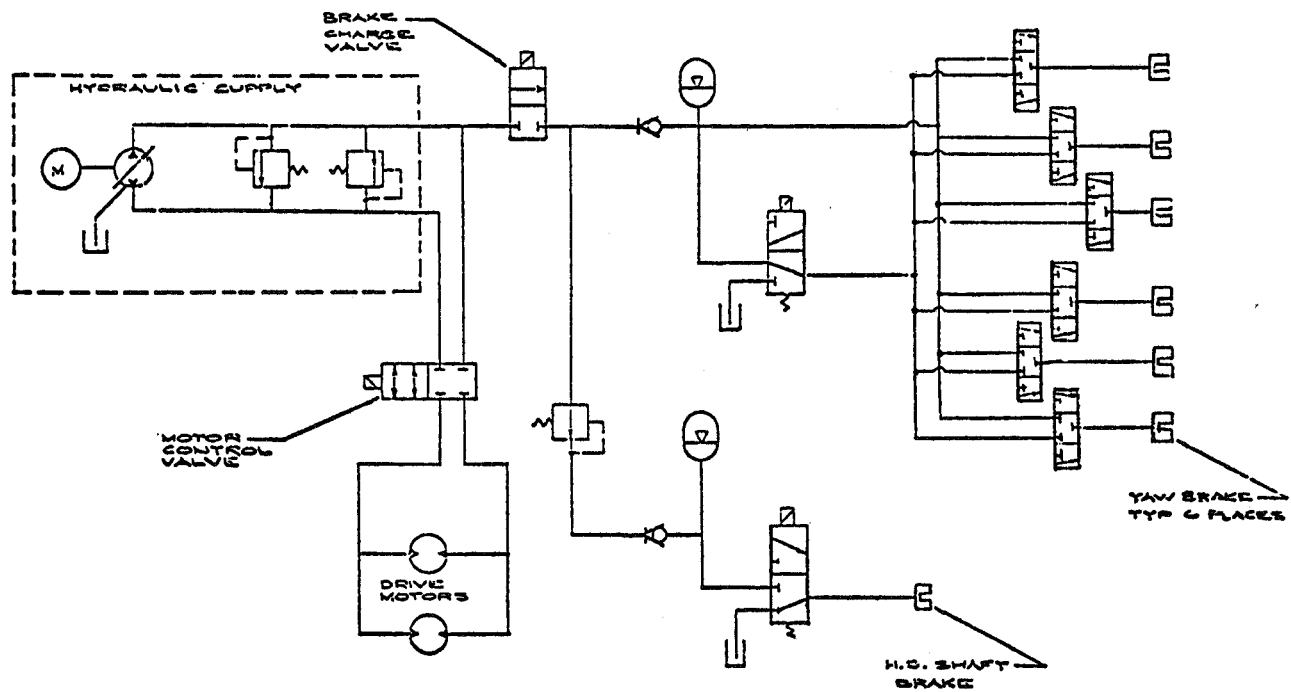 BRAKE
CHARGE
VALVE
HYDRAULIC SUPPLY
M
MOTOR
CONTROL
VALVE
DRIVE
MOTORS
YAW BRAKE
TYP 6 PLACES
H.S. SHAFT
BRAKE